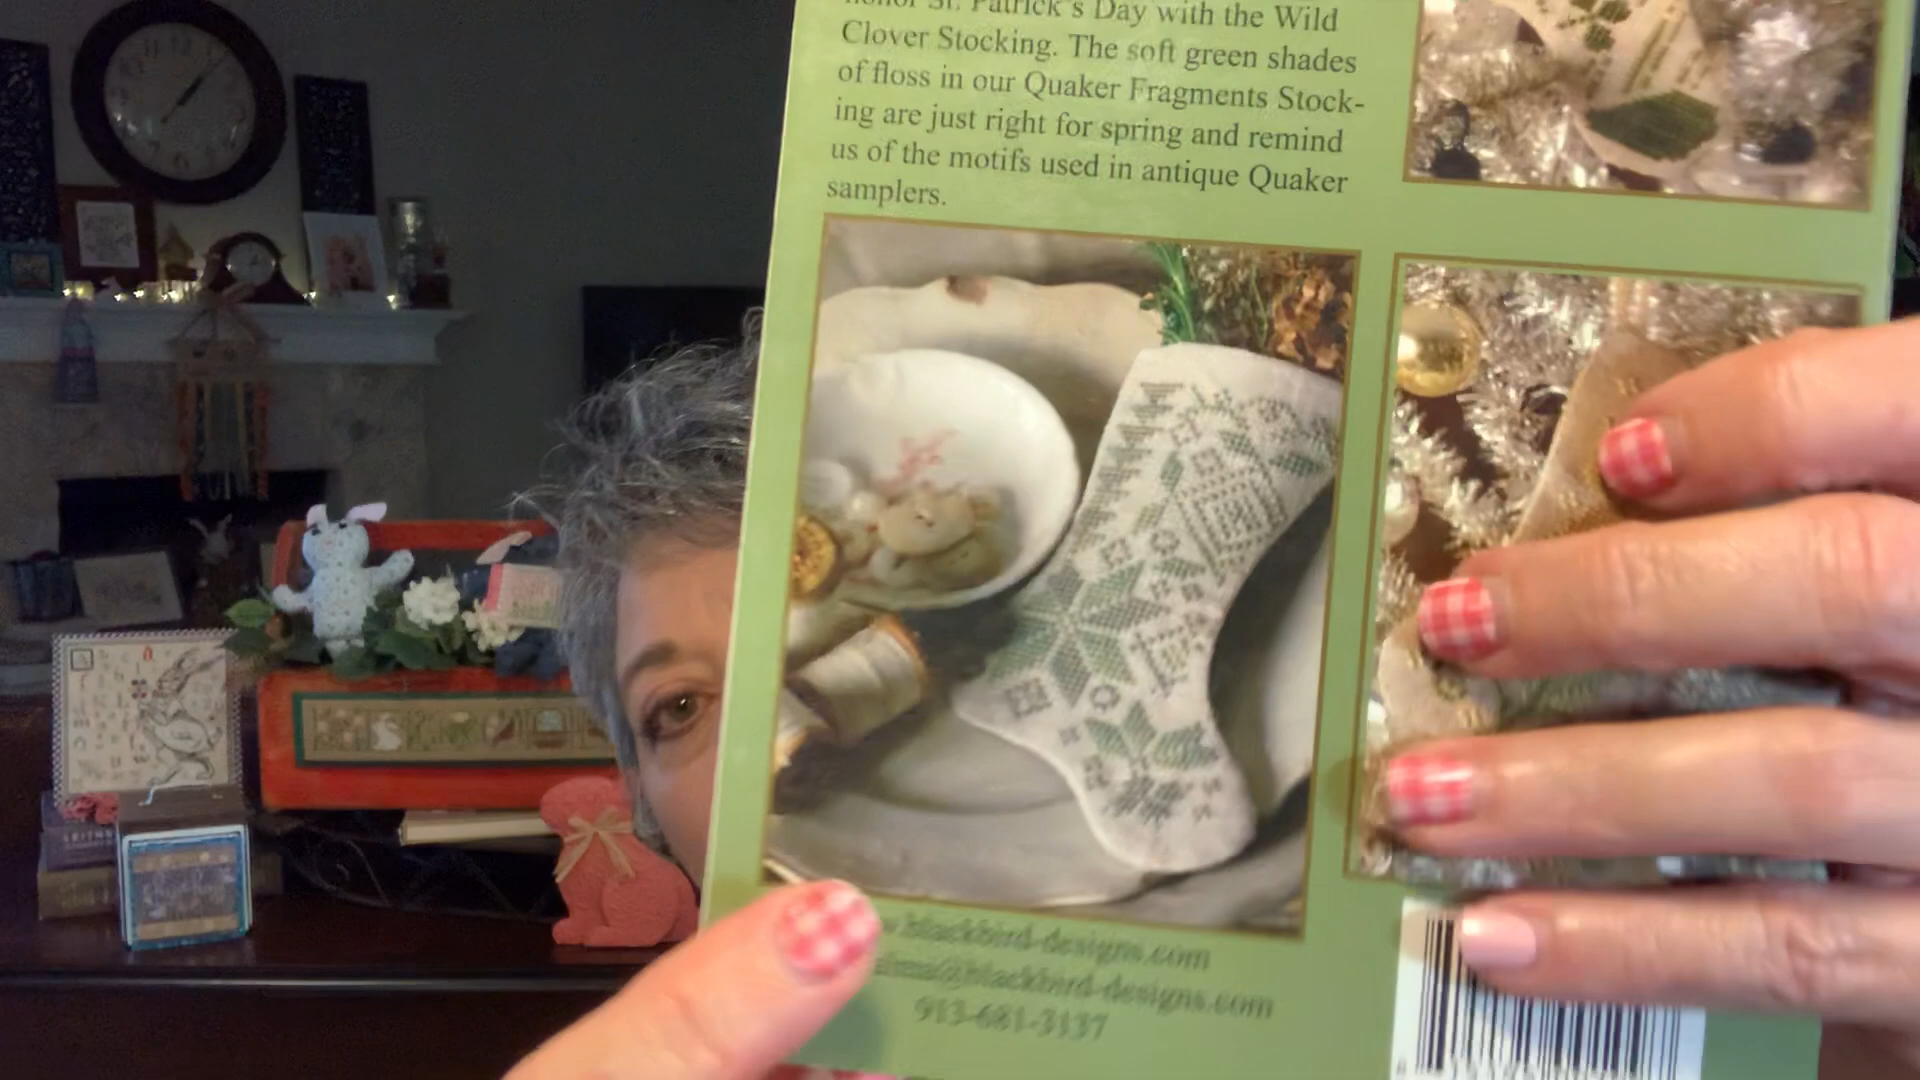 honor St. Patrick's Day with the Wild
Clover Stocking. The soft green shades
of floss in our Quaker Fragments Stock-
ing are just right for spring and remind
us of the motifs used in antique Quaker
samplers.
blackbird-designs.com
@blackbird-designs.com
913-681-3137